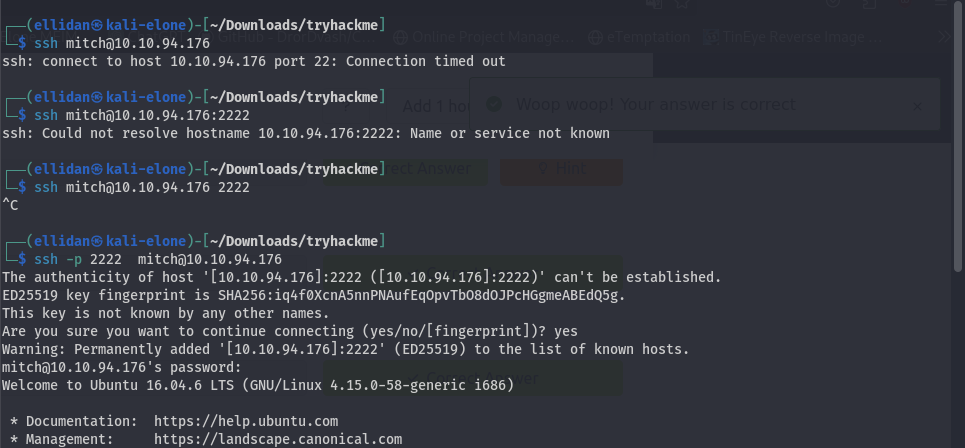 ┌──(ellidan㉿kali-elone)-[~/Downloads/tryhackme]
└─$ ssh mitch@10.10.94.176
ssh: connect to host 10.10.94.176 port 22: Connection timed out
Online Project Manage...
eTemptation
TinEye Reverse Image ...
┌──(ellidan㉿kali-elone)-[~/Downloads/tryhackme]
Add 1 hou
Woop woop! Your answer is correct
└─$ ssh mitch@10.10.94.176:2222
ssh: Could not resolve hostname 10.10.94.176:2222: Name or service not known
┌──(ellidan㉿kali-elone)-[~/Downloads/tryhackme]
Correct Answer
Hint
└─$ ssh mitch@10.10.94.176 2222
^C
┌──(ellidan㉿kali-elone)-[~/Downloads/tryhackme]
└─$ ssh -p 2222  mitch@10.10.94.176
The authenticity of host '[10.10.94.176]:2222 ([10.10.94.176]:2222)' can't be established.
ED25519 key fingerprint is SHA256:iq4f0XcnA5nnPNAufEqOpvTbO8dOJPcHGgmeABEdQ5g.
This key is not known by any other names.
Are you sure you want to continue connecting (yes/no/[fingerprint])? yes
Warning: Permanently added '[10.10.94.176]:2222' (ED25519) to the list of known hosts.
mitch@10.10.94.176's password:
Correct Answer
Welcome to Ubuntu 16.04.6 LTS (GNU/Linux 4.15.0-58-generic i686)
 * Documentation:  https://help.ubuntu.com
 * Management:     https://landscape.canonical.com